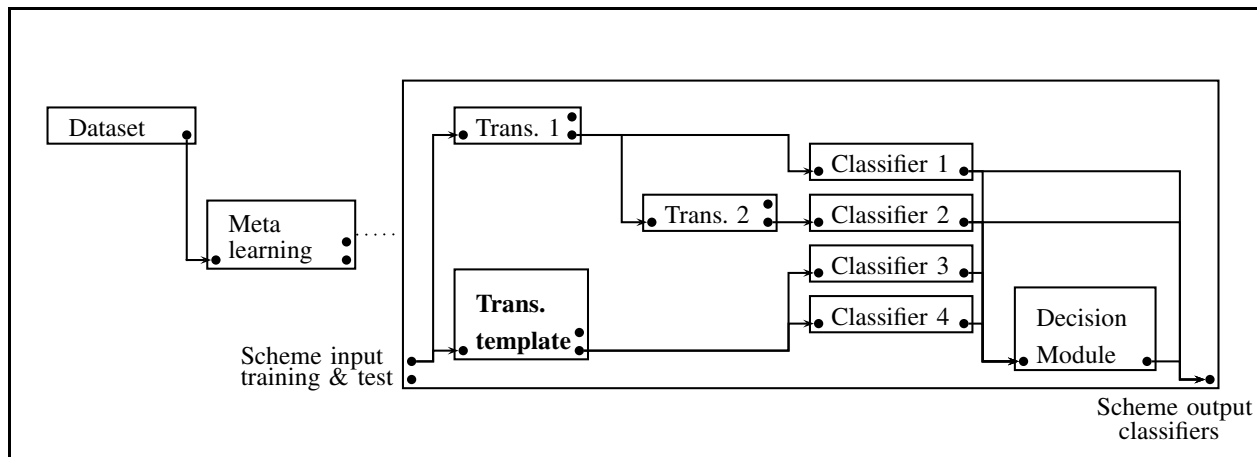 Dataset
Meta
learning
Trans. 1
Trans. 2
Trans.
template
Classifier 1
Classifier 2
Classifier 3
Classifier 4
Decision
Module
Scheme input
training & test
Scheme output
classifiers